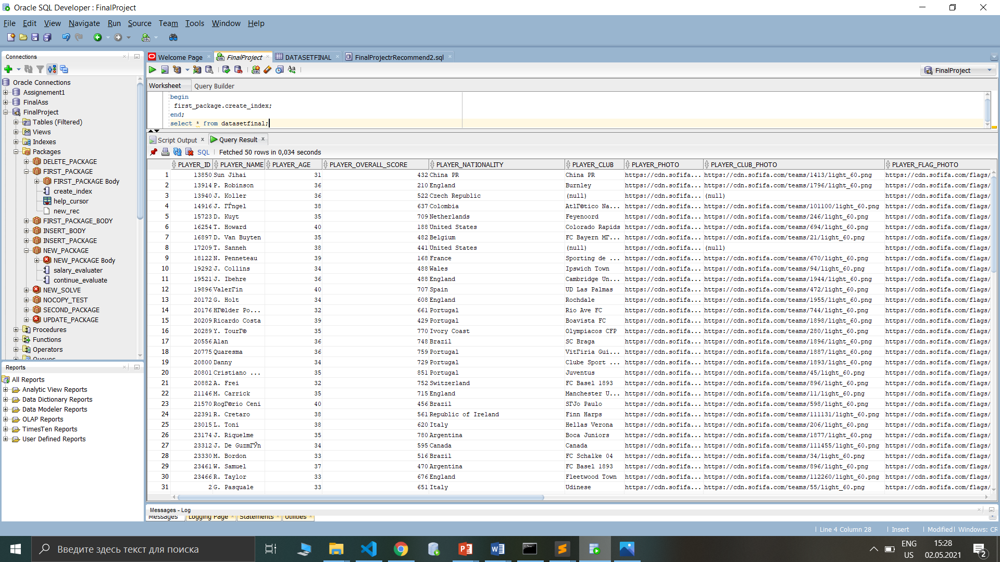 Oracle SQL Developer : FinalProject
File Edit View Navigate Run Source Team Tools Window Help
Connections
Oracle Connections
Assignement1
FinalAss
FinalProject
Tables (Filtered)
Views
Indexes
Packages
DELETE_PACKAGE
FIRST_PACKAGE
FIRST_PACKAGE Body
create_index
help_cursor
new_rec
FIRST_PACKAGE_BODY
INSERT_BODY
INSERT_PACKAGE
NEW_PACKAGE
NEW_PACKAGE Body
salary_evaluater
continue_evaluate
NEW_SOLVE
NOCOPY_TEST
SECOND_PACKAGE
UPDATE_PACKAGE
Procedures
Functions
Operators
Queues
Reports
All Reports
Analytic View Reports
Data Dictionary Reports
Data Modeler Reports
OLAP Reports
TimesTen Reports
User Defined Reports
Welcome Page FinalProject DATASETFINAL FinalProjectrRecommend2.sql
FinalProject
Worksheet Query Builder
begin
first_package.create_index;
end;
select * from datasetfinal;
Script Output Query Result
SQL Fetched 50 rows in 0,034 seconds
PLAYER_ID PLAYER_NAME PLAYER_AGE PLAYER_OVERALL_SCORE PLAYER_NATIONALITY PLAYER_CLUB PLAYER_PHOTO PLAYER_CLUB_PHOTO PLAYER_FLAG_PHOTO
1 13850 Sun Jihai 31 432 China PR China PR https://cdn.sofifa... https://cdn.sofifa.com/teams/1413/light_60.png https://cdn.sofifa.com/flags/
2 13914 P. Robinson 36 210 England Burnley https://cdn.sofifa... https://cdn.sofifa.com/teams/1796/light_60.png https://cdn.sofifa.com/flags/
3 13940 J. Koller 36 522 Czech Republic (null) https://cdn.sofifa... (null) https://cdn.sofifa.com/flags/
4 14916 J. ГЃngel 38 637 Colombia AtlГ©tico Na... https://cdn.sofifa... https://cdn.sofifa.com/teams/101100/light_60.png https://cdn.sofifa.com/flags/
5 15723 D. Kuyt 35 709 Netherlands Feyenoord https://cdn.sofifa... https://cdn.sofifa.com/teams/246/light_60.png https://cdn.sofifa.com/flags/
6 16254 T. Howard 40 188 United States Colorado Rapids https://cdn.sofifa... https://cdn.sofifa.com/teams/694/light_60.png https://cdn.sofifa.com/flags/
7 16897 D. Van Buyten 35 482 Belgium FC Bayern MГ... https://cdn.sofifa... https://cdn.sofifa.com/teams/21/light_60.png https://cdn.sofifa.com/flags/
8 17209 T. Sanneh 38 441 United States (null) https://cdn.sofifa... (null) https://cdn.sofifa.com/flags/
9 18122 N. Penneteau 39 168 France Sporting de ... https://cdn.sofifa... https://cdn.sofifa.com/teams/670/light_60.png https://cdn.sofifa.com/flags/
10 19292 J. Collins 34 488 Wales Ipswich Town https://cdn.sofifa... https://cdn.sofifa.com/teams/94/light_60.png https://cdn.sofifa.com/flags/
11 19521 J. Ibehre 36 488 England Cambridge Un... https://cdn.sofifa... https://cdn.sofifa.com/teams/1944/light_60.png https://cdn.sofifa.com/flags/
12 19896 ValerГіn 40 707 Spain UD Las Palmas https://cdn.sofifa... https://cdn.sofifa.com/teams/472/light_60.png https://cdn.sofifa.com/flags/
13 20172 G. Holt 34 608 England Rochdale https://cdn.sofifa... https://cdn.sofifa.com/teams/1955/light_60.png https://cdn.sofifa.com/flags/
14 20176 HГ©lder Po... 32 661 Portugal Rio Ave FC https://cdn.sofifa... https://cdn.sofifa.com/teams/744/light_60.png https://cdn.sofifa.com/flags/
15 20209 Ricardo Costa 39 429 Portugal Boavista FC https://cdn.sofifa... https://cdn.sofifa.com/teams/1898/light_60.png https://cdn.sofifa.com/flags/
16 20289 Y. TourГ© 35 770 Ivory Coast Olympiacos CFP https://cdn.sofifa... https://cdn.sofifa.com/teams/280/light_60.png https://cdn.sofifa.com/flags/
17 20556 Alan 36 748 Brazil SC Braga https://cdn.sofifa... https://cdn.sofifa.com/teams/1896/light_60.png https://cdn.sofifa.com/flags/
18 20775 Quaresma 36 759 Portugal VitГіria Gui... https://cdn.sofifa... https://cdn.sofifa.com/teams/1887/light_60.png https://cdn.sofifa.com/flags/
19 20800 Danny 34 729 Portugal Clube Sport ... https://cdn.sofifa... https://cdn.sofifa.com/teams/1893/light_60.png https://cdn.sofifa.com/flags/
20 20801 Cristiano ... 35 851 Portugal Juventus https://cdn.sofifa... https://cdn.sofifa.com/teams/45/light_60.png https://cdn.sofifa.com/flags/
21 20882 A. Frei 32 752 Switzerland FC Basel 1893 https://cdn.sofifa... https://cdn.sofifa.com/teams/896/light_60.png https://cdn.sofifa.com/flags/
22 21146 M. Carrick 35 715 England Manchester U... https://cdn.sofifa... https://cdn.sofifa.com/teams/11/light_60.png https://cdn.sofifa.com/flags/
23 21570 RogГ©rio Ceni 40 456 Brazil SГЈo Paulo https://cdn.sofifa... https://cdn.sofifa.com/teams/598/light_60.png https://cdn.sofifa.com/flags/
24 22391 R. Cretaro 38 561 Republic of Ireland Finn Harps https://cdn.sofifa... https://cdn.sofifa.com/teams/111131/light_60.png https://cdn.sofifa.com/flags/
25 23015 L. Toni 38 620 Italy Hellas Verona https://cdn.sofifa... https://cdn.sofifa.com/teams/206/light_60.png https://cdn.sofifa.com/flags/
26 23174 J. Riquelme 35 780 Argentina Boca Juniors https://cdn.sofifa... https://cdn.sofifa.com/teams/1877/light_60.png https://cdn.sofifa.com/flags/
27 23312 J. De GuzmГЎn 34 595 Canada Canada https://cdn.sofifa... https://cdn.sofifa.com/teams/111455/light_60.png https://cdn.sofifa.com/flags/
28 23330 M. Bordon 33 516 Brazil FC Schalke 04 https://cdn.sofifa... https://cdn.sofifa.com/teams/34/light_60.png https://cdn.sofifa.com/flags/
29 23461 W. Samuel 37 470 Argentina FC Basel 1893 https://cdn.sofifa... https://cdn.sofifa.com/teams/896/light_60.png https://cdn.sofifa.com/flags/
30 23466 R. Taylor 33 676 England Fleetwood Town https://cdn.sofifa... https://cdn.sofifa.com/teams/112260/light_60.png https://cdn.sofifa.com/flags/
31 2 G. Pasquale 33 651 Italy Udinese https://cdn.sofifa... https://cdn.sofifa.com/teams/55/light_60.png https://cdn.sofifa.com/flags/
Messages - Log
Messages Logging Page Statements Utilities
Line 4 Column 28 Insert Modified Windows: CR
Введите здесь текст для поиска
ENG
US
15:28
02.05.2021
2